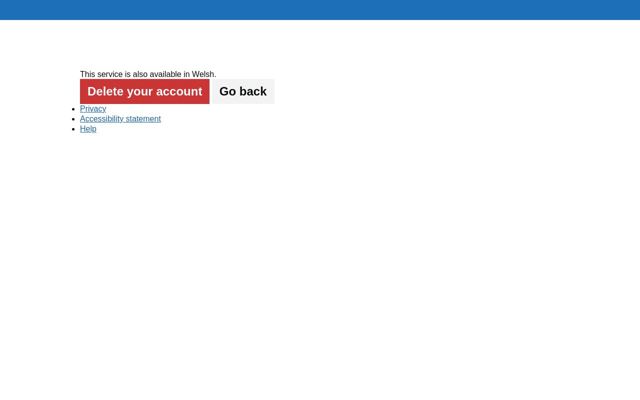 This service is also available in Welsh.
Delete your account Go back
Privacy
Accessibility statement
Help